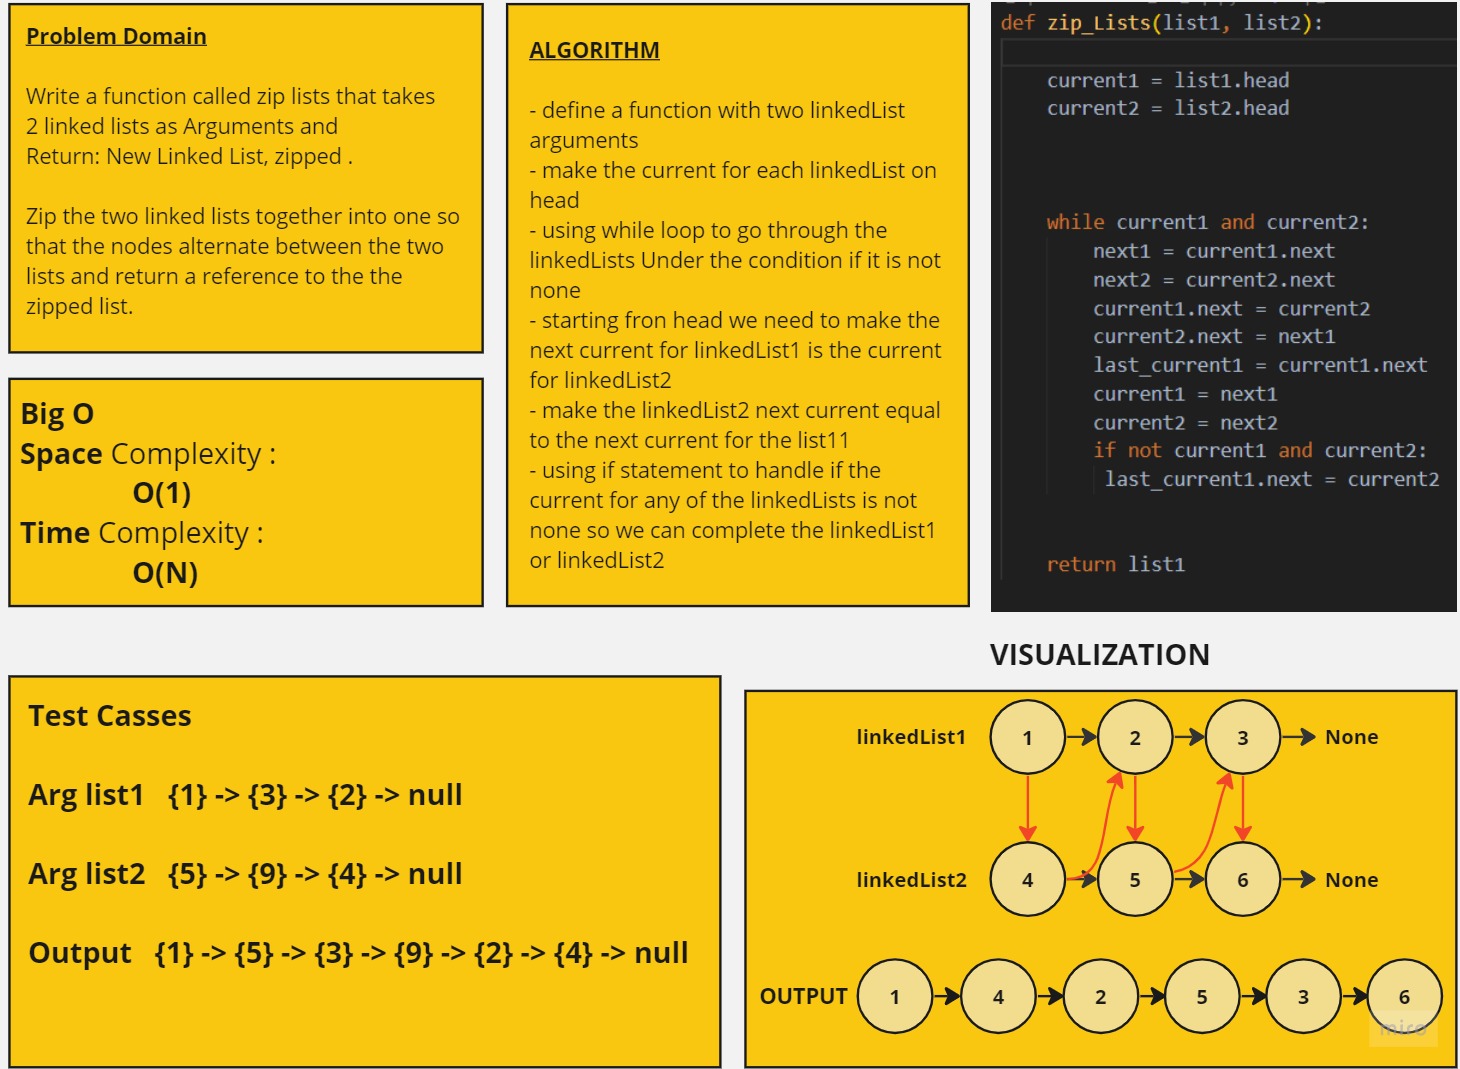 Problem Domain
Write a function called zip lists that takes
2 linked lists as Arguments and
Return: New Linked List, zipped .
Zip the two linked lists together into one so
that the nodes alternate between the two
lists and return a reference to the the
zipped list.
Big O
Space Complexity :
O(1)
Time Complexity :
O(N)
ALGORITHM
- define a function with two linkedList
arguments
- make the current for each linkedList on
head
- using while loop to go through the
linkedLists Under the condition if it is not
none
- starting fron head we need to make the
next current for linkedList1 is the current
for linkedList2
- make the linkedList2 next current equal
to the next current for the list11
- using if statement to handle if the
current for any of the linkedLists is not
none so we can complete the linkedList1
or linkedList2
def zip_Lists(list1, list2):
current1 = list1.head
current2 = list2.head
while current1 and current2:
next1 = current1.next
next2 = current2.next
current1.next = current2
current2.next = next1
last_current1 = current1.next
current1 = next1
current2 = next2
if not current1 and current2:
last_current1.next = current2
return list1
Test Casses
Arg list1 {1} -> {3} -> {2} -> null
Arg list2 {5} -> {9} -> {4} -> null
Output {1} -> {5} -> {3} -> {9} -> {2} -> {4} -> null
VISUALIZATION
linkedList1 1 2 3 None
linkedList2 4 5 6 None
OUTPUT 1 4 2 5 3 6
miro